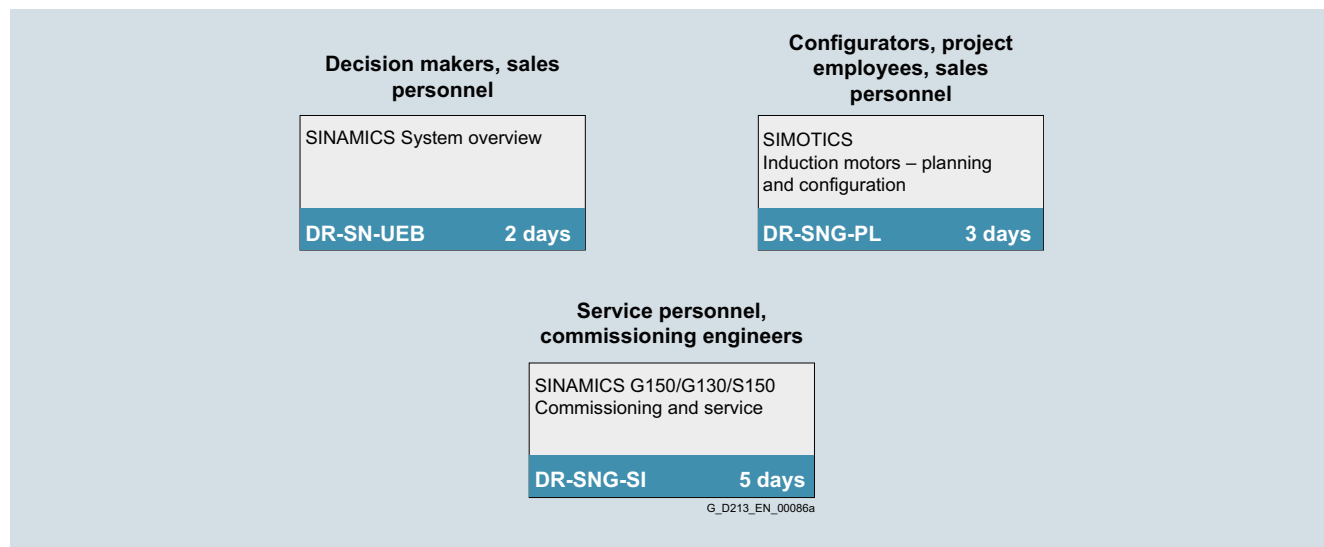 Decision makers, sales
personnel
SINAMICS System overview
DR-SN-UEB 2 days
Configurators, project
employees, sales
personnel
SIMOTICS
Induction motors – planning
and configuration
DR-SNG-PL 3 days
Service personnel,
commissioning engineers
SINAMICS G150/G130/S150
Commissioning and service
DR-SNG-SI 5 days
G_D213_EN_00086a